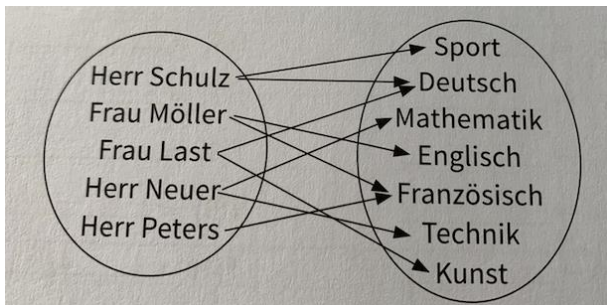 Herr Schulz
Frau Möller
Frau Last
Herr Neuer
Herr Peters
Sport
Deutsch
Mathematik
Englisch
Französisch
Technik
Kunst